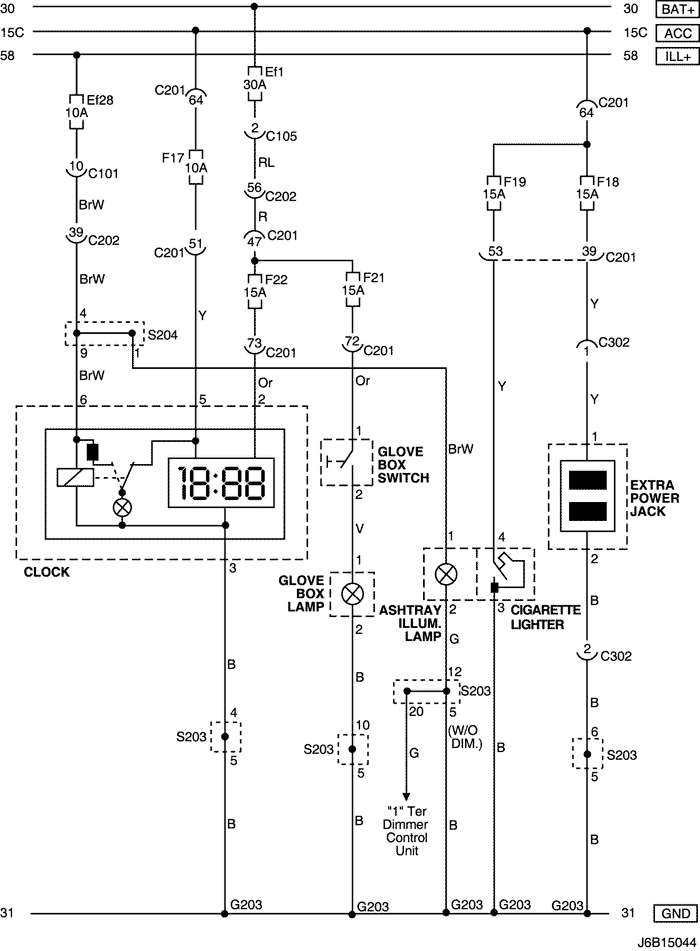 30 30 BAT+
15C 15C ACC
58 58 ILL+
Ef1
30A
Ef28
10A
C201
64
C201
64
2 C105
F17
10A
RL
10 C101
F19
15A
F18
15A
56 C202
BrW
R
39 C202
C201
51
C201
47
53 39 C201
BrW
F22
15A
F21
15A
Y
4
Y
S204
C302
1
9 1
73 C201
72 C201
BrW
Or
Or
Y
Y
6 5 2
1
GLOVE
BOX
SWITCH
BrW
1
18:88
EXTRA
POWER
JACK
2
V
1 4
2
CLOCK
3
1
GLOVE
BOX
LAMP
B
ASHTRAY
ILLUM.
LAMP
2 3
CIGARETTE
LIGHTER
2
G
2 C302
B
B
12
S203
20 5
B
4
S203
5
10
S203
5
(W/O
DIM.)
6
S203
5
G
B
"1" Ter
Dimmer
Control
Unit
B
B
B
B
31 G203 G203 G203 G203 G203 31 GND
J6B15044